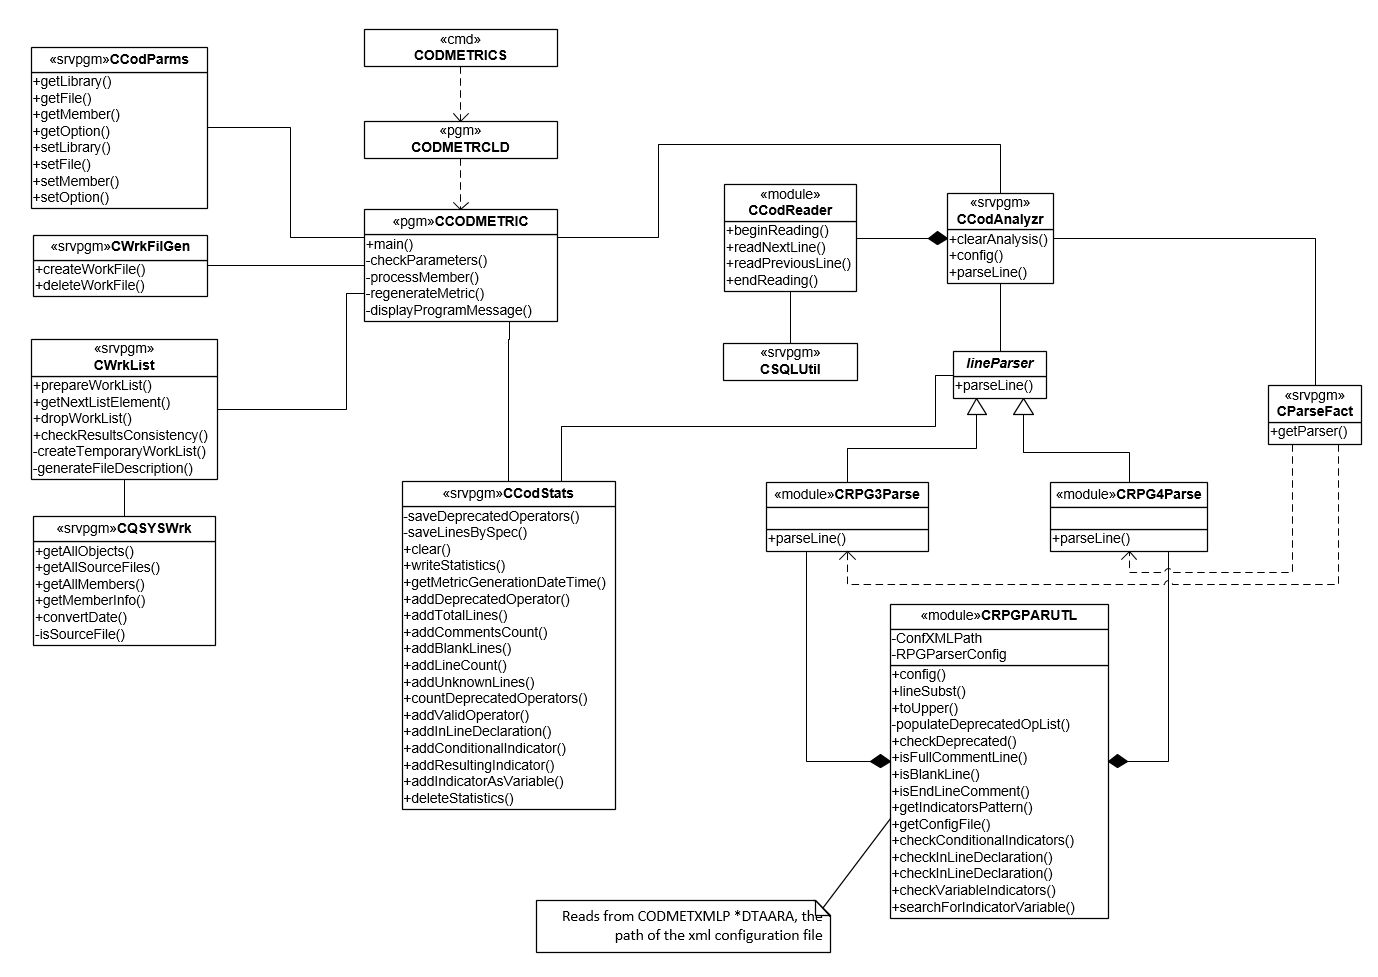 «cmd»
CODMETRICS
«pgm»
CODMETRCLD
«srvpgm»CCodParms
+getLibrary()
+getFile()
+getMember()
+getOption()
+setLibrary()
+setFile()
+setMember()
+setOption()
«pgm»CCODMETRIC
+main()
-checkParameters()
-processMember()
-regenerateMetric()
-displayProgramMessage()
«srvpgm»CWrkFilGen
+createWorkFile()
+deleteWorkFile()
«srvpgm»
CWrkList
+prepareWorkList()
+getNextListElement()
+dropWorkList()
+checkResultsConsistency()
-createTemporaryWorkList()
-generateFileDescription()
«srvpgm»CQSYSWrk
+getAllObjects()
+getAllSourceFiles()
+getAllMembers()
+getMemberInfo()
+convertDate()
-isSourceFile()
«module»
CCodReader
+beginReading()
+readNextLine()
+readPreviousLine()
+endReading()
«srvpgm»
CSQLUtil
«srvpgm»
CCodAnalyzr
+clearAnalysis()
+config()
+parseLine()
lineParser
+parseLine()
«srvpgm»
CParseFact
+getParser()
«srvpgm»CCodStats
-saveDeprecatedOperators()
-saveLinesBySpec()
+clear()
+writeStatistics()
+getMetricGenerationDateTime()
+addDeprecatedOperator()
+addTotalLines()
+addCommentsCount()
+addBlankLines()
+addLineCount()
+addUnknownLines()
+countDeprecatedOperators()
+addValidOperator()
+addInLineDeclaration()
+addConditionalIndicator()
+addResultingIndicator()
+addIndicatorAsVariable()
+deleteStatistics()
«module»CRPG3Parse
+parseLine()
«module»CRPG4Parse
+parseLine()
«module»CRPGPARUTL
-ConfXMLPath
-RPGParserConfig
+config()
+lineSubst()
+toUpper()
-populateDeprecatedOpList()
+checkDeprecated()
+isFullCommentLine()
+isBlankLine()
+isEndLineComment()
+getIndicatorsPattern()
+getConfigFile()
+checkConditionalIndicators()
+checkInLineDeclaration()
+checkInLineDeclaration()
+checkVariableIndicators()
+searchForIndicatorVariable()
Reads from CODMETXMLP *DTAARA, the
path of the xml configuration file